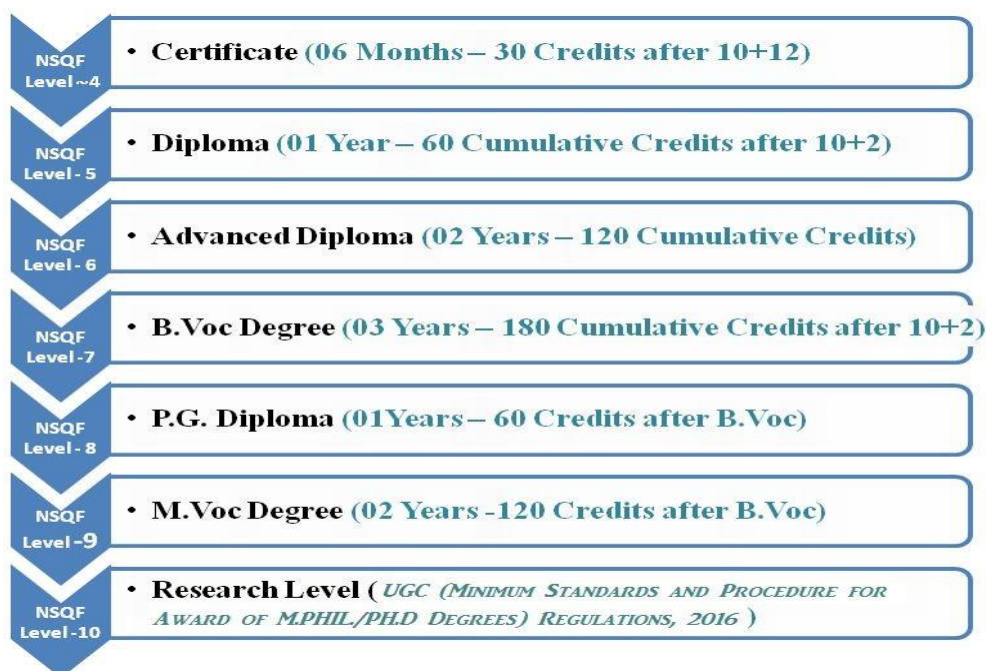 NSQF
Level~4
• Certificate (06 Months – 30 Credits after 10+12)
NSQF
Level- 5
• Diploma (01 Year – 60 Cumulative Credits after 10+2)
NSQF
Level- 6
• Advanced Diploma (02 Years – 120 Cumulative Credits)
NSQF
Level-7
• B.Voc Degree (03 Years – 180 Cumulative Credits after 10+2)
NSQF
Level- 8
• P.G. Diploma (01Years – 60 Credits after B.Voc)
NSQF
Level-9
• M.Voc Degree (02 Years -120 Credits after B.Voc)
NSQF
Level-10
• Research Level ( UGC (MINIMUM STANDARDS AND PROCEDURE FOR
AWARD OF M.PHIL./PH.D DEGREES) REGULATIONS, 2016 )